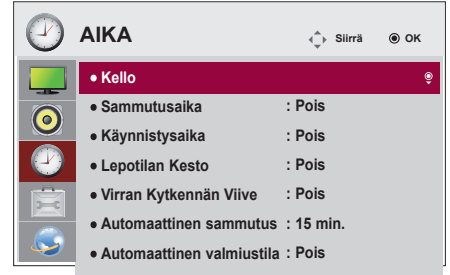 AIKA Siirrä OK
• Kello
• Sammutusaika : Pois
• Käynnistysaika : Pois
• Lepotilan Kesto : Pois
• Virran Kytkennän Viive : Pois
• Automaattinen sammutus : 15 min.
• Automaattinen valmiustila : Pois